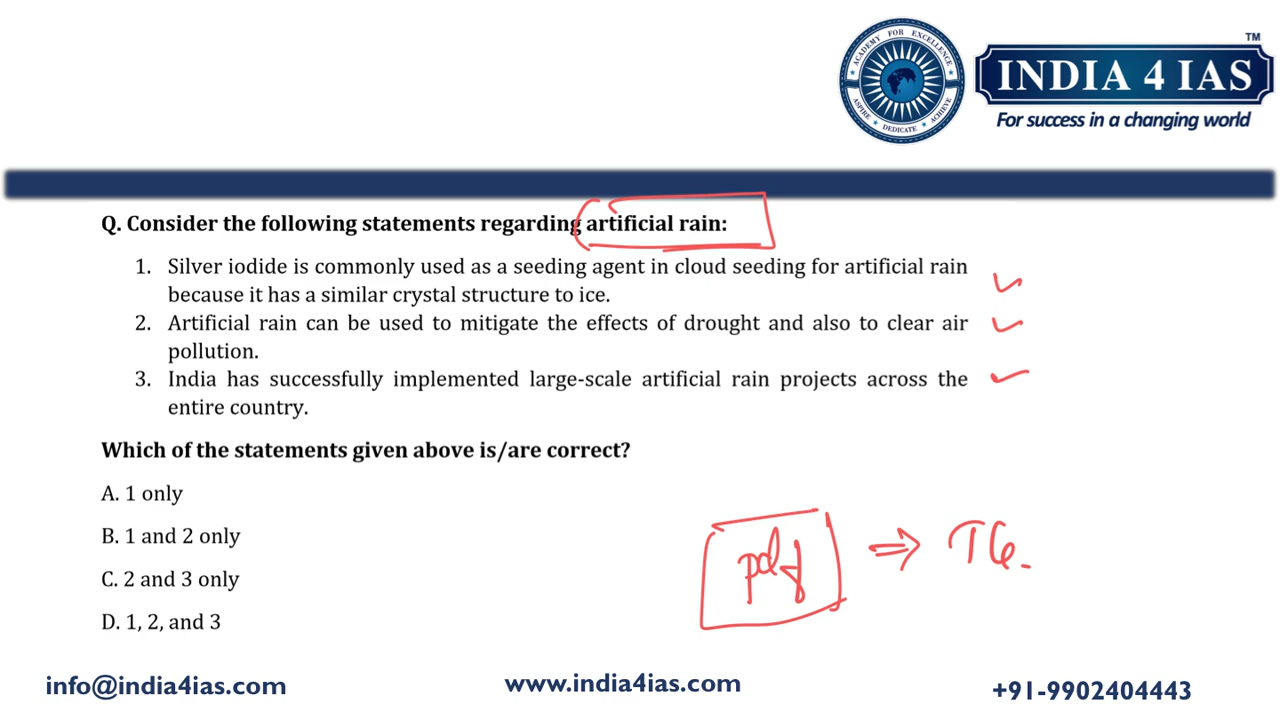 ACADEMY FOR EXCELLENCE
ASPIRE DEDICATE ACHIEVE
TM
INDIA 4 IAS
For success in a changing world
Q. Consider the following statements regarding artificial rain:
1. Silver iodide is commonly used as a seeding agent in cloud seeding for artificial rain
because it has a similar crystal structure to ice.
2. Artificial rain can be used to mitigate the effects of drought and also to clear air
pollution.
3. India has successfully implemented large-scale artificial rain projects across the
entire country.
Which of the statements given above is/are correct?
A. 1 only
B. 1 and 2 only
C. 2 and 3 only
D. 1, 2, and 3
pdf ⇒ TG.
info@india4ias.com
www.india4ias.com
+91-9902404443